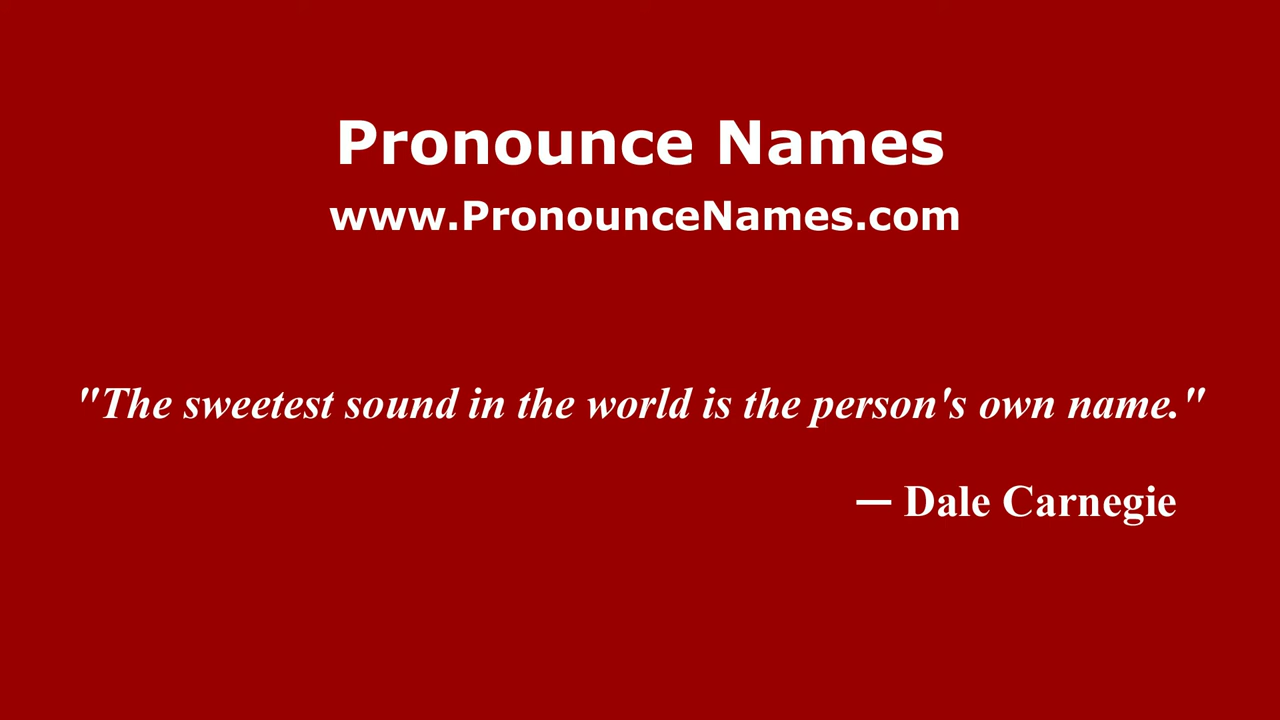 Pronounce Names
www.PronounceNames.com
"The sweetest sound in the world is the person's own name."
— Dale Carnegie